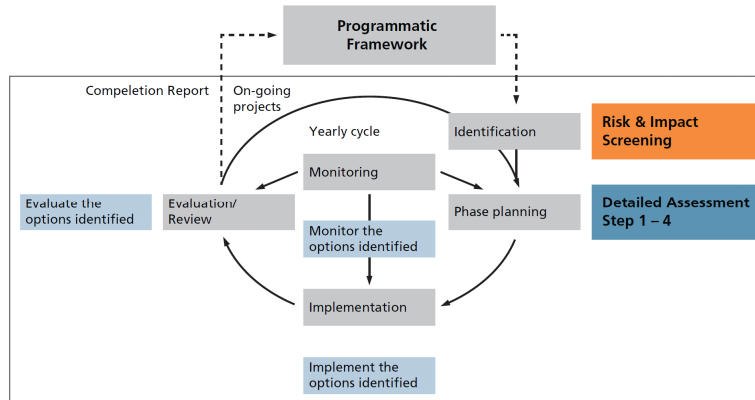 Programmatic
Framework
Compeletion Report
On-going
projects
Yearly cycle
Identification
Risk & Impact
Screening
Monitoring
Evaluate the
options identified
Evaluation/
Review
Phase planning
Detailed Assessment
Step 1 – 4
Monitor the
options identified
Implementation
Implement the
options identified